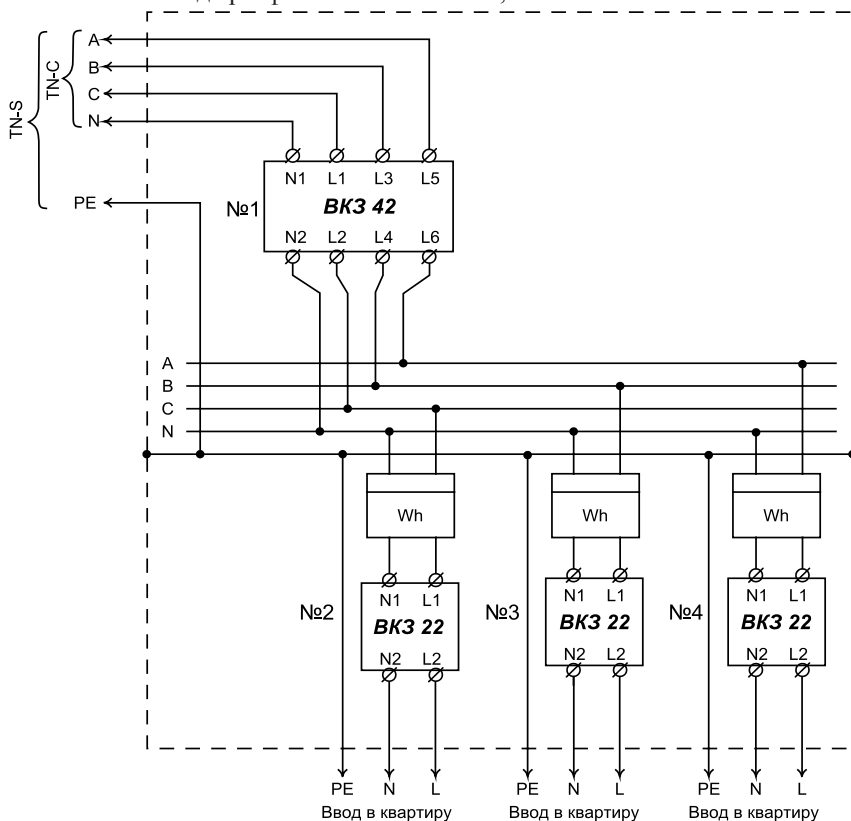 A
B
C
N
TN-C
TN-S
PE
N1 L1 L3 L5
№1
ВКЗ 42
N2 L2 L4 L6
A
B
C
N
Wh Wh Wh
N1 L1 N1 L1 N1 L1
№2 ВКЗ 22 №3 ВКЗ 22 №4 ВКЗ 22
N2 L2 N2 L2 N2 L2
PE N L PE N L PE N L
Ввод в квартиру Ввод в квартиру Ввод в квартиру